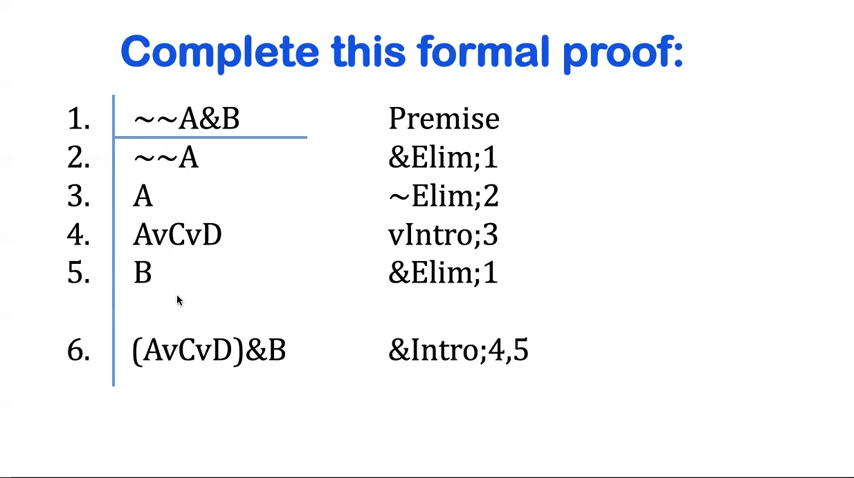 Complete this formal proof:
1. ~~A&B Premise
2. ~~A &Elim;1
3. A ~Elim;2
4. AvCvD vIntro;3
5. B &Elim;1
6. (AvCvD)&B &Intro;4,5